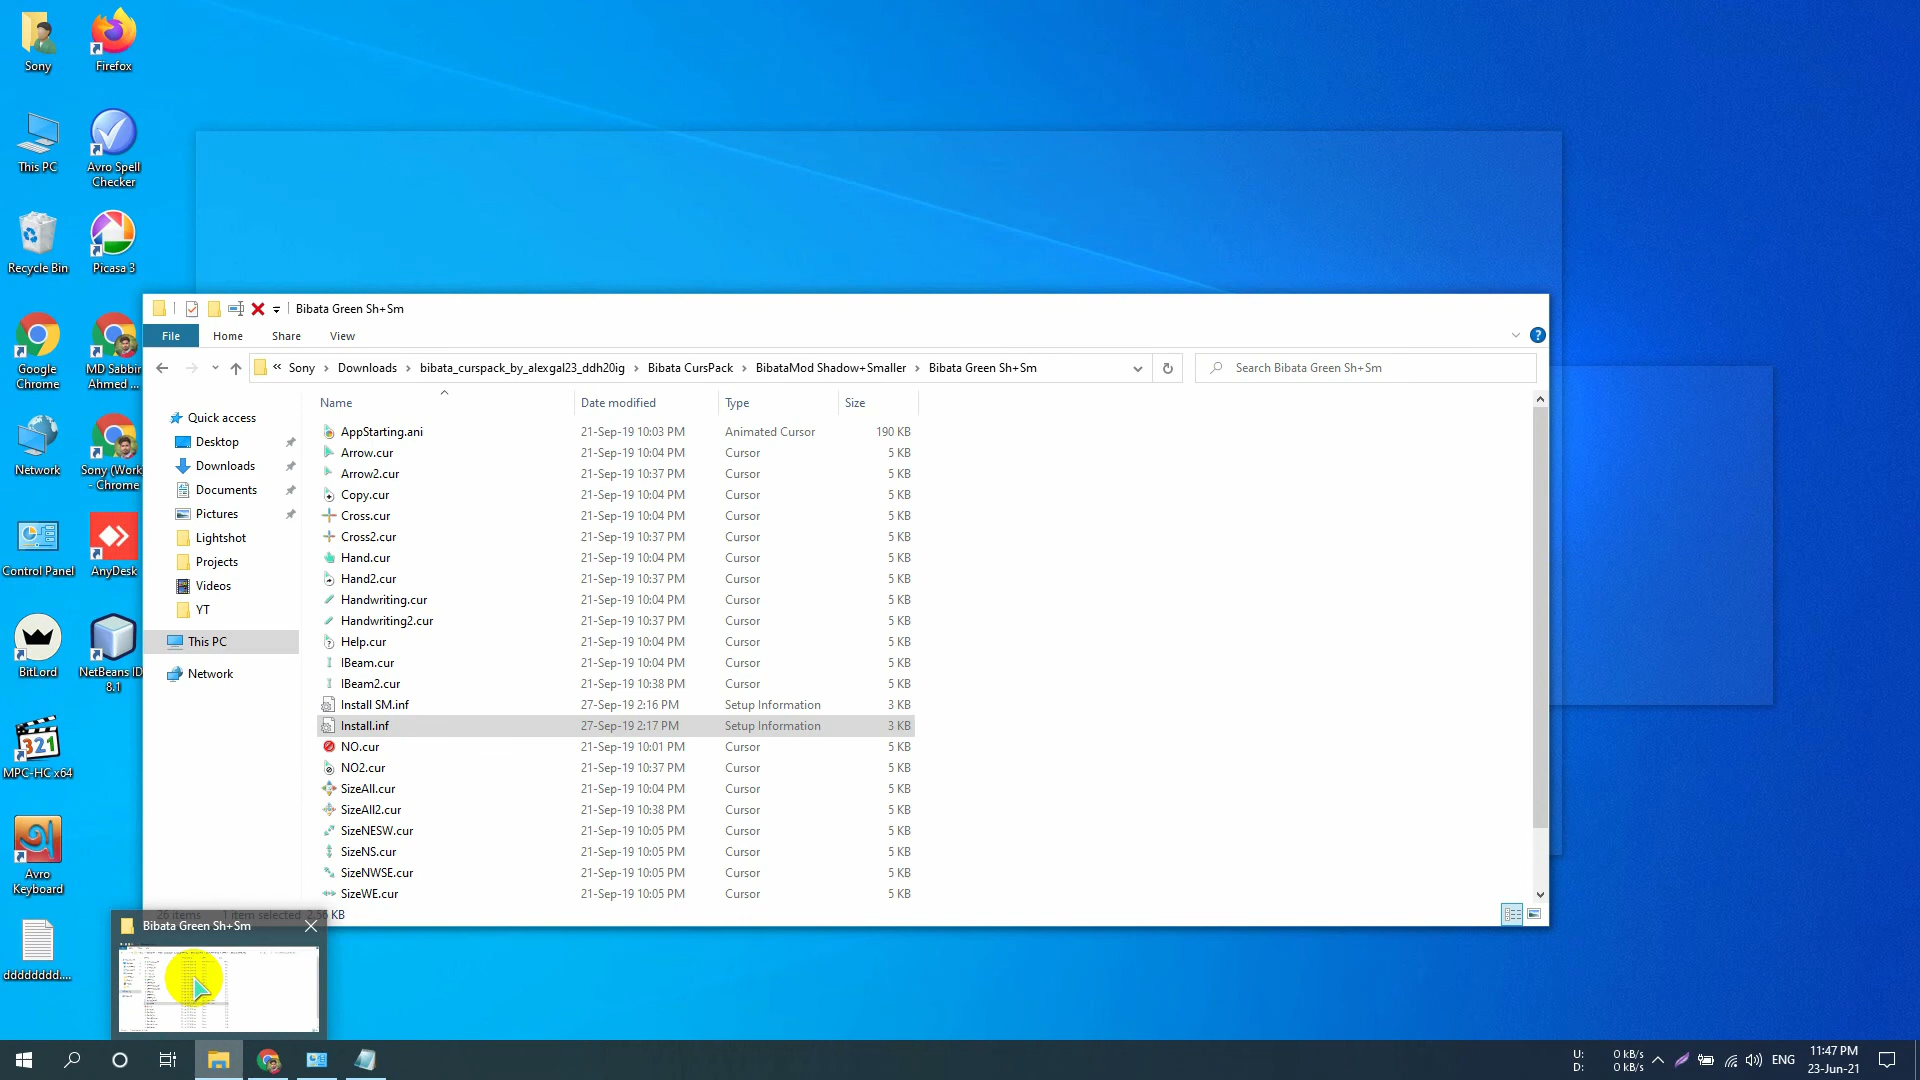 Sony
Firefox
This PC
Avro Spell
Checker
Recycle Bin
Picasa 3
Google
Chrome
MD Sabbir
Ahmed ...
Network
Sony (Work
- Chrome
Control Panel
AnyDesk
BitLord
NetBeans ID
8.1
MPC-HC x64
321
Avro
Keyboard
অ
dddddddd....
Bibata Green Sh+Sm
File
Home
Share
View
« Sony › Downloads › bibata_curspack_by_alexgal23_ddh20ig › Bibata CursPack › BibataMod Shadow+Smaller › Bibata Green Sh+Sm
Search Bibata Green Sh+Sm
Quick access
Desktop
Downloads
Documents
Pictures
Lightshot
Projects
Videos
YT
This PC
Network
Name Date modified Type Size
AppStarting.ani 21-Sep-19 10:03 PM Animated Cursor 190 KB
Arrow.cur 21-Sep-19 10:04 PM Cursor 5 KB
Arrow2.cur 21-Sep-19 10:37 PM Cursor 5 KB
Copy.cur 21-Sep-19 10:04 PM Cursor 5 KB
Cross.cur 21-Sep-19 10:04 PM Cursor 5 KB
Cross2.cur 21-Sep-19 10:37 PM Cursor 5 KB
Hand.cur 21-Sep-19 10:04 PM Cursor 5 KB
Hand2.cur 21-Sep-19 10:37 PM Cursor 5 KB
Handwriting.cur 21-Sep-19 10:04 PM Cursor 5 KB
Handwriting2.cur 21-Sep-19 10:37 PM Cursor 5 KB
Help.cur 21-Sep-19 10:04 PM Cursor 5 KB
IBeam.cur 21-Sep-19 10:04 PM Cursor 5 KB
IBeam2.cur 21-Sep-19 10:38 PM Cursor 5 KB
Install SM.inf 27-Sep-19 2:16 PM Setup Information 3 KB
Install.inf 27-Sep-19 2:17 PM Setup Information 3 KB
NO.cur 21-Sep-19 10:01 PM Cursor 5 KB
NO2.cur 21-Sep-19 10:37 PM Cursor 5 KB
SizeAll.cur 21-Sep-19 10:04 PM Cursor 5 KB
SizeAll2.cur 21-Sep-19 10:38 PM Cursor 5 KB
SizeNESW.cur 21-Sep-19 10:05 PM Cursor 5 KB
SizeNS.cur 21-Sep-19 10:05 PM Cursor 5 KB
SizeNWSE.cur 21-Sep-19 10:05 PM Cursor 5 KB
SizeWE.cur 21-Sep-19 10:05 PM Cursor 5 KB
26 items 1 item selected 2.56 KB
Bibata Green Sh+Sm
U: 0 kB/s
D: 0 kB/s
ENG
11:47 PM
23-Jun-21